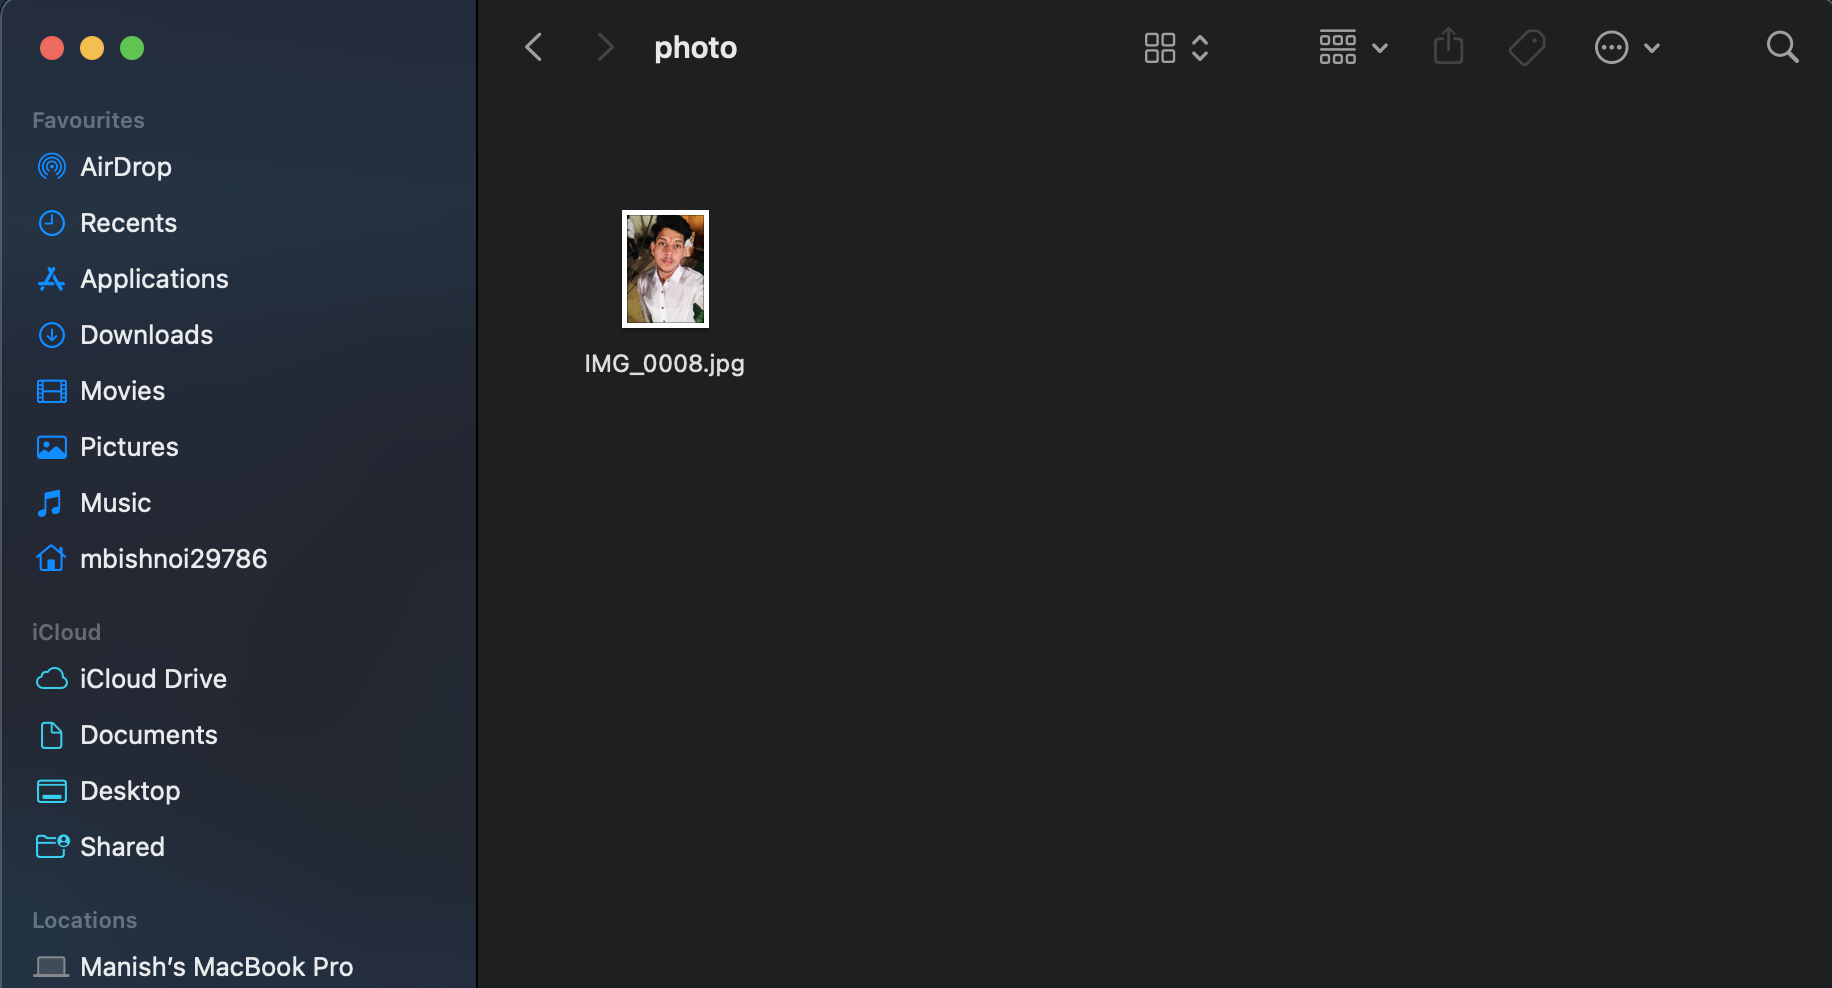 photo
Favourites
AirDrop
Recents
Applications
Downloads
Movies
Pictures
Music
mbishnoi29786
iCloud
iCloud Drive
Documents
Desktop
Shared
Locations
Manish’s MacBook Pro
IMG_0008.jpg